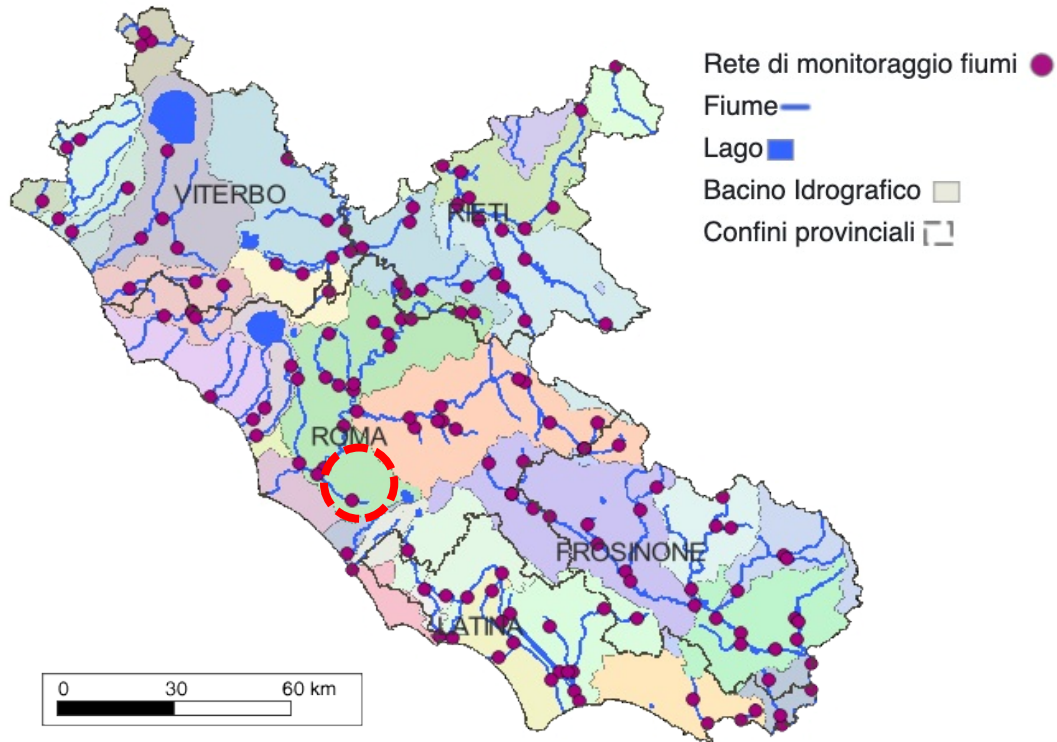 Rete di monitoraggio fiumi
Fiume
Lago
Bacino Idrografico
Confini provinciali
VITERBO
RIETI
ROMA
FROSINONE
LATINA
0 30 60 km